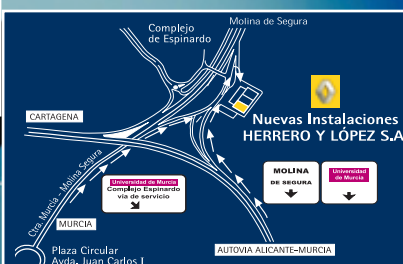 Molina de Segura
Complejo
de Espinardo
Nuevas Instalaciones
HERRERO Y LÓPEZ S.A
CARTAGENA
Ctra. Murcia - Molina Segura
Universidad de Murcia
Complejo Espinardo
vía de servicio
MOLINA
DE SEGURA
Universidad
de Murcia
MURCIA
AUTOVIA ALICANTE-MURCIA
Plaza Circular
Avda. Juan Carlos I